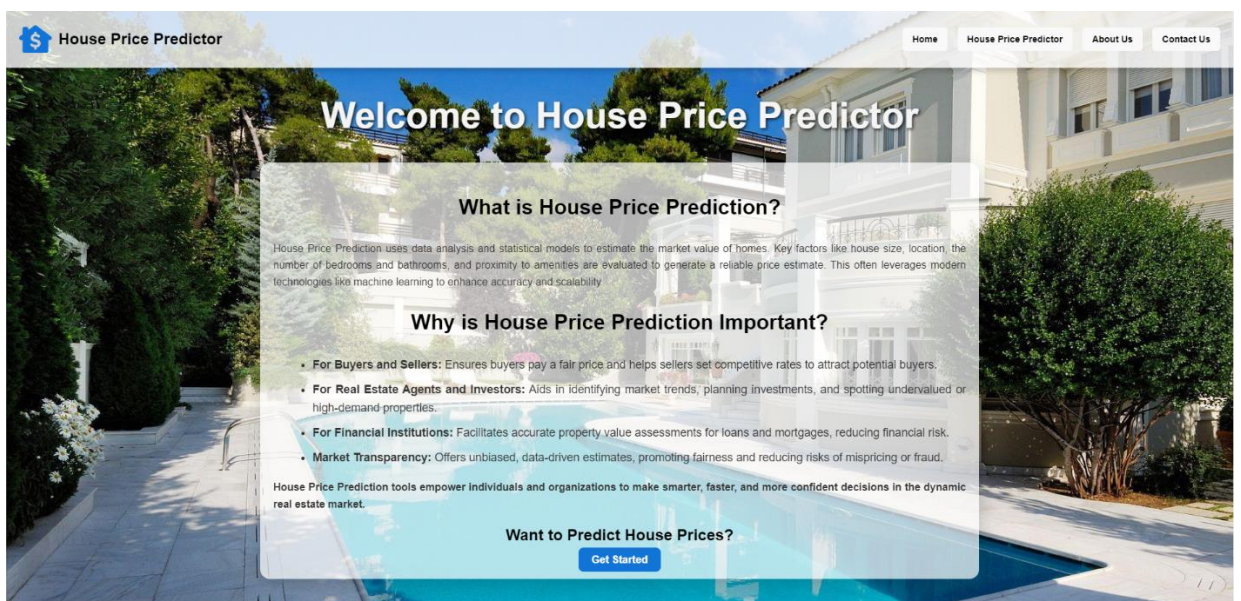 $ House Price Predictor
Home House Price Predictor About Us Contact Us
Welcome to House Price Predictor
What is House Price Prediction?
House Price Prediction uses data analysis and statistical models to estimate the market value of homes. Key factors like house size, location, the
number of bedrooms and bathrooms, and proximity to amenities are evaluated to generate a reliable price estimate. This often leverages modern
technologies like machine learning to enhance accuracy and scalability
Why is House Price Prediction Important?
• For Buyers and Sellers: Ensures buyers pay a fair price and helps sellers set competitive rates to attract potential buyers.
• For Real Estate Agents and Investors: Aids in identifying market trends, planning investments, and spotting undervalued or
high-demand properties.
• For Financial Institutions: Facilitates accurate property value assessments for loans and mortgages, reducing financial risk.
• Market Transparency: Offers unbiased, data-driven estimates, promoting fairness and reducing risks of mispricing or fraud.
House Price Prediction tools empower individuals and organizations to make smarter, faster, and more confident decisions in the dynamic
real estate market.
Want to Predict House Prices?
Get Started